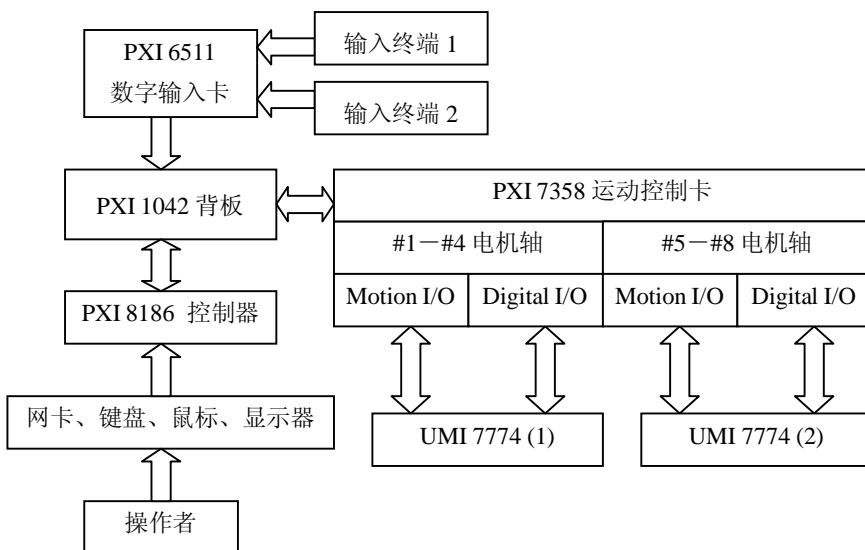 PXI 6511
数字输入卡
输入终端 1
输入终端 2
PXI 1042 背板
PXI 7358 运动控制卡
#1－#4 电机轴
#5－#8 电机轴
Motion I/O
Digital I/O
Motion I/O
Digital I/O
PXI 8186 控制器
网卡、键盘、鼠标、显示器
UMI 7774 (1)
UMI 7774 (2)
操作者